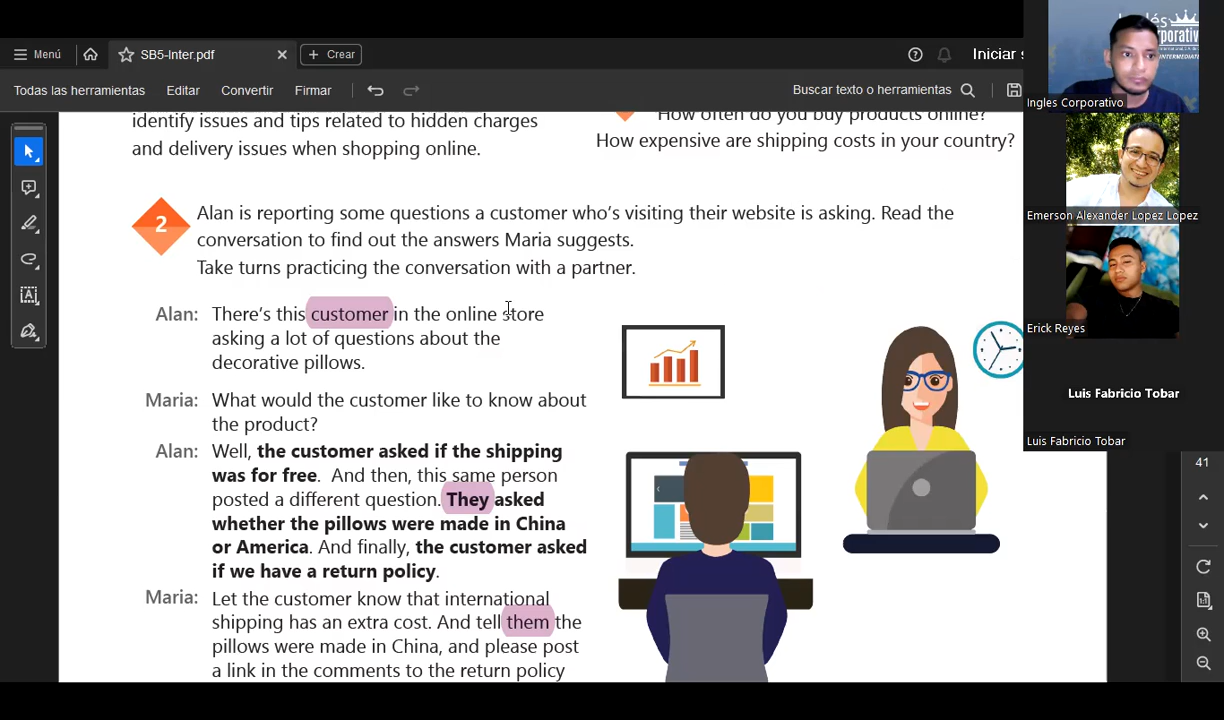 Menú
SB5-Inter.pdf
Crear
Iniciar s
Todas las herramientas
Editar
Convertir
Firmar
Buscar texto o herramientas
identify issues and tips related to hidden charges
and delivery issues when shopping online.
How often do you buy products online?
How expensive are shipping costs in your country?
2
Alan is reporting some questions a customer who's visiting their website is asking. Read the
conversation to find out the answers Maria suggests.
Take turns practicing the conversation with a partner.
Alan: There's this customer in the online store
asking a lot of questions about the
decorative pillows.
Maria: What would the customer like to know about
the product?
Alan: Well, the customer asked if the shipping
was for free. And then, this same person
posted a different question. They asked
whether the pillows were made in China
or America. And finally, the customer asked
if we have a return policy.
Maria: Let the customer know that international
shipping has an extra cost. And tell them the
pillows were made in China, and please post
a link in the comments to the return policy
Ingles Corporativo
Emerson Alexander Lopez Lopez
Erick Reyes
Luis Fabricio Tobar
Luis Fabricio Tobar
41